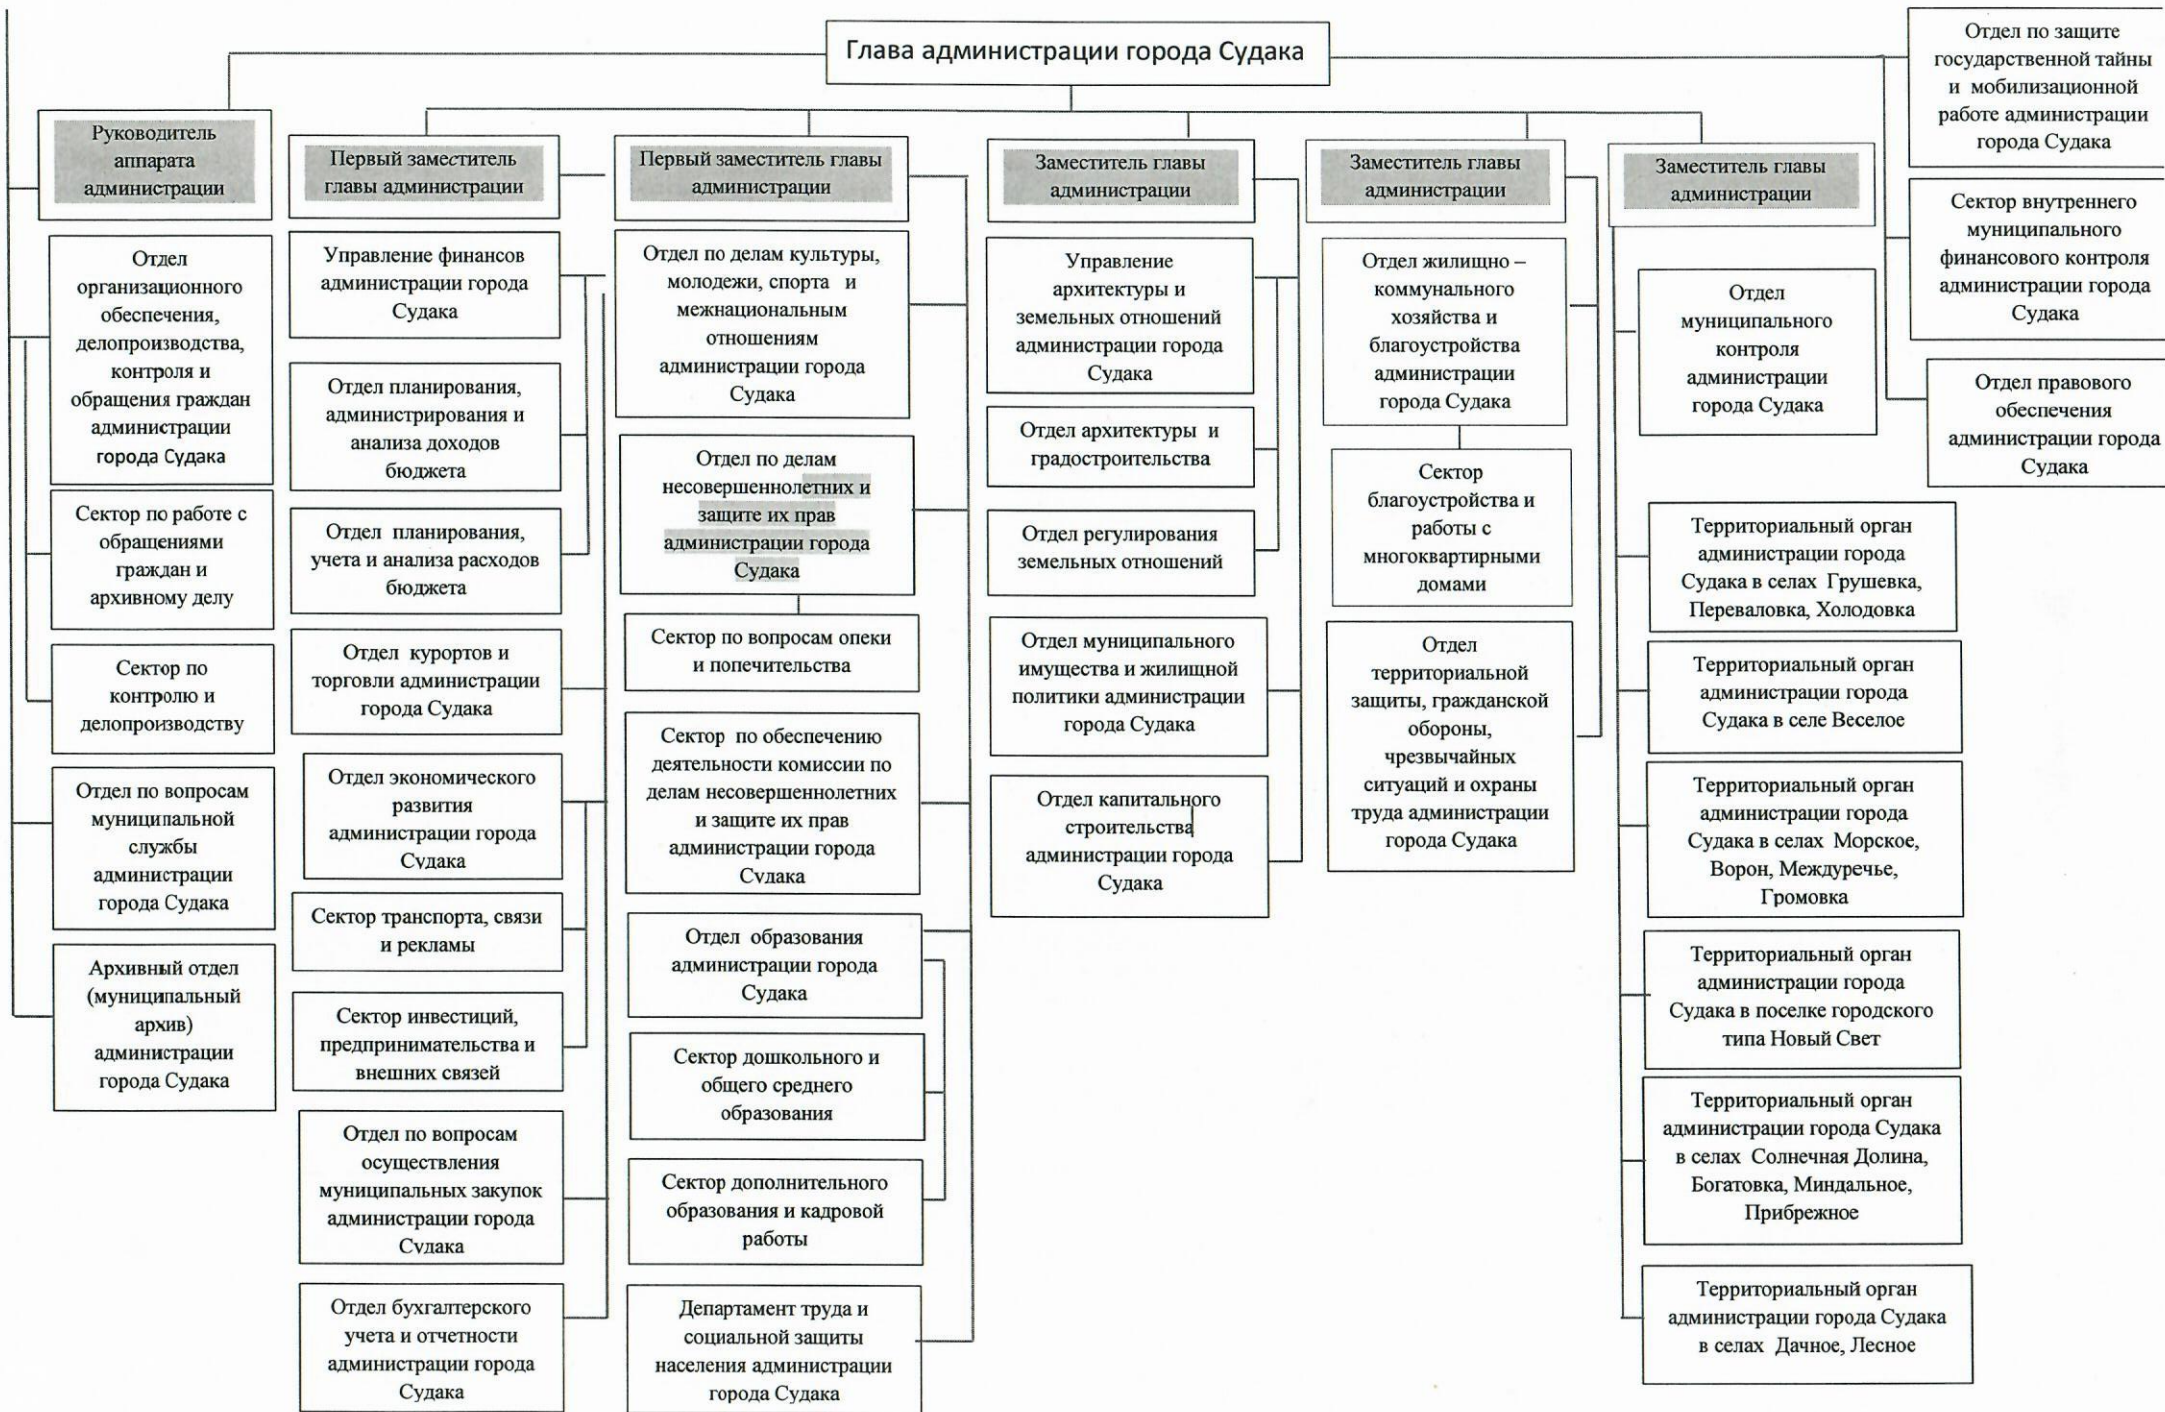 Глава администрации города Судака
Отдел по защите
государственной тайны
и мобилизационной
работе администрации
города Судака
Сектор внутреннего
муниципального
финансового контроля
администрации города
Судака
Отдел правового
обеспечения
администрации города
Судака
Руководитель
аппарата
администрации
Отдел
организационного
обеспечения,
делопроизводства,
контроля и
обращения граждан
администрации
города Судака
Сектор по работе с
обращениями
граждан и
архивному делу
Сектор по
контролю и
делопроизводству
Отдел по вопросам
муниципальной
службы
администрации
города Судака
Архивный отдел
(муниципальный
архив)
администрации
города Судака
Первый заместитель
главы администрации
Управление финансов
администрации города
Судака
Отдел планирования,
администрирования и
анализа доходов
бюджета
Отдел планирования,
учета и анализа расходов
бюджета
Отдел курортов и
торговли администрации
города Судака
Отдел экономического
развития
администрации города
Судака
Сектор транспорта, связи
и рекламы
Сектор инвестиций,
предпринимательства и
внешних связей
Отдел по вопросам
осуществления
муниципальных закупок
администрации города
Судака
Отдел бухгалтерского
учета и отчетности
администрации города
Судака
Первый заместитель главы
администрации
Отдел по делам культуры,
молодежи, спорта и
межнациональным
отношениям
администрации города
Судака
Отдел по делам
несовершеннолетних и
защите их прав
администрации города
Судака
Сектор по вопросам опеки
и попечительства
Сектор по обеспечению
деятельности комиссии по
делам несовершеннолетних
и защите их прав
администрации города
Судака
Отдел образования
администрации города
Судака
Сектор дошкольного и
общего среднего
образования
Сектор дополнительного
образования и кадровой
работы
Департамент труда и
социальной защиты
населения администрации
города Судака
Заместитель главы
администрации
Управление
архитектуры и
земельных отношений
администрации города
Судака
Отдел архитектуры и
градостроительства
Отдел регулирования
земельных отношений
Отдел муниципального
имущества и жилищной
политики администрации
города Судака
Отдел капитального
строительства
администрации города
Судака
Заместитель главы
администрации
Отдел жилищно –
коммунального
хозяйства и
благоустройства
администрации
города Судака
Сектор
благоустройства и
работы с
многоквартирными
домами
Отдел
территориальной
защиты, гражданской
обороны,
чрезвычайных
ситуаций и охраны
труда администрации
города Судака
Заместитель главы
администрации
Отдел
муниципального
контроля
администрации
города Судака
Территориальный орган
администрации города
Судака в селах Грушевка,
Переваловка, Холодовка
Территориальный орган
администрации города
Судака в селе Веселое
Территориальный орган
администрации города
Судака в селах Морское,
Ворон, Междуречье,
Громовка
Территориальный орган
администрации города
Судака в поселке городского
типа Новый Свет
Территориальный орган
администрации города Судака
в селах Солнечная Долина,
Богатовка, Миндальное,
Прибрежное
Территориальный орган
администрации города Судака
в селах Дачное, Лесное